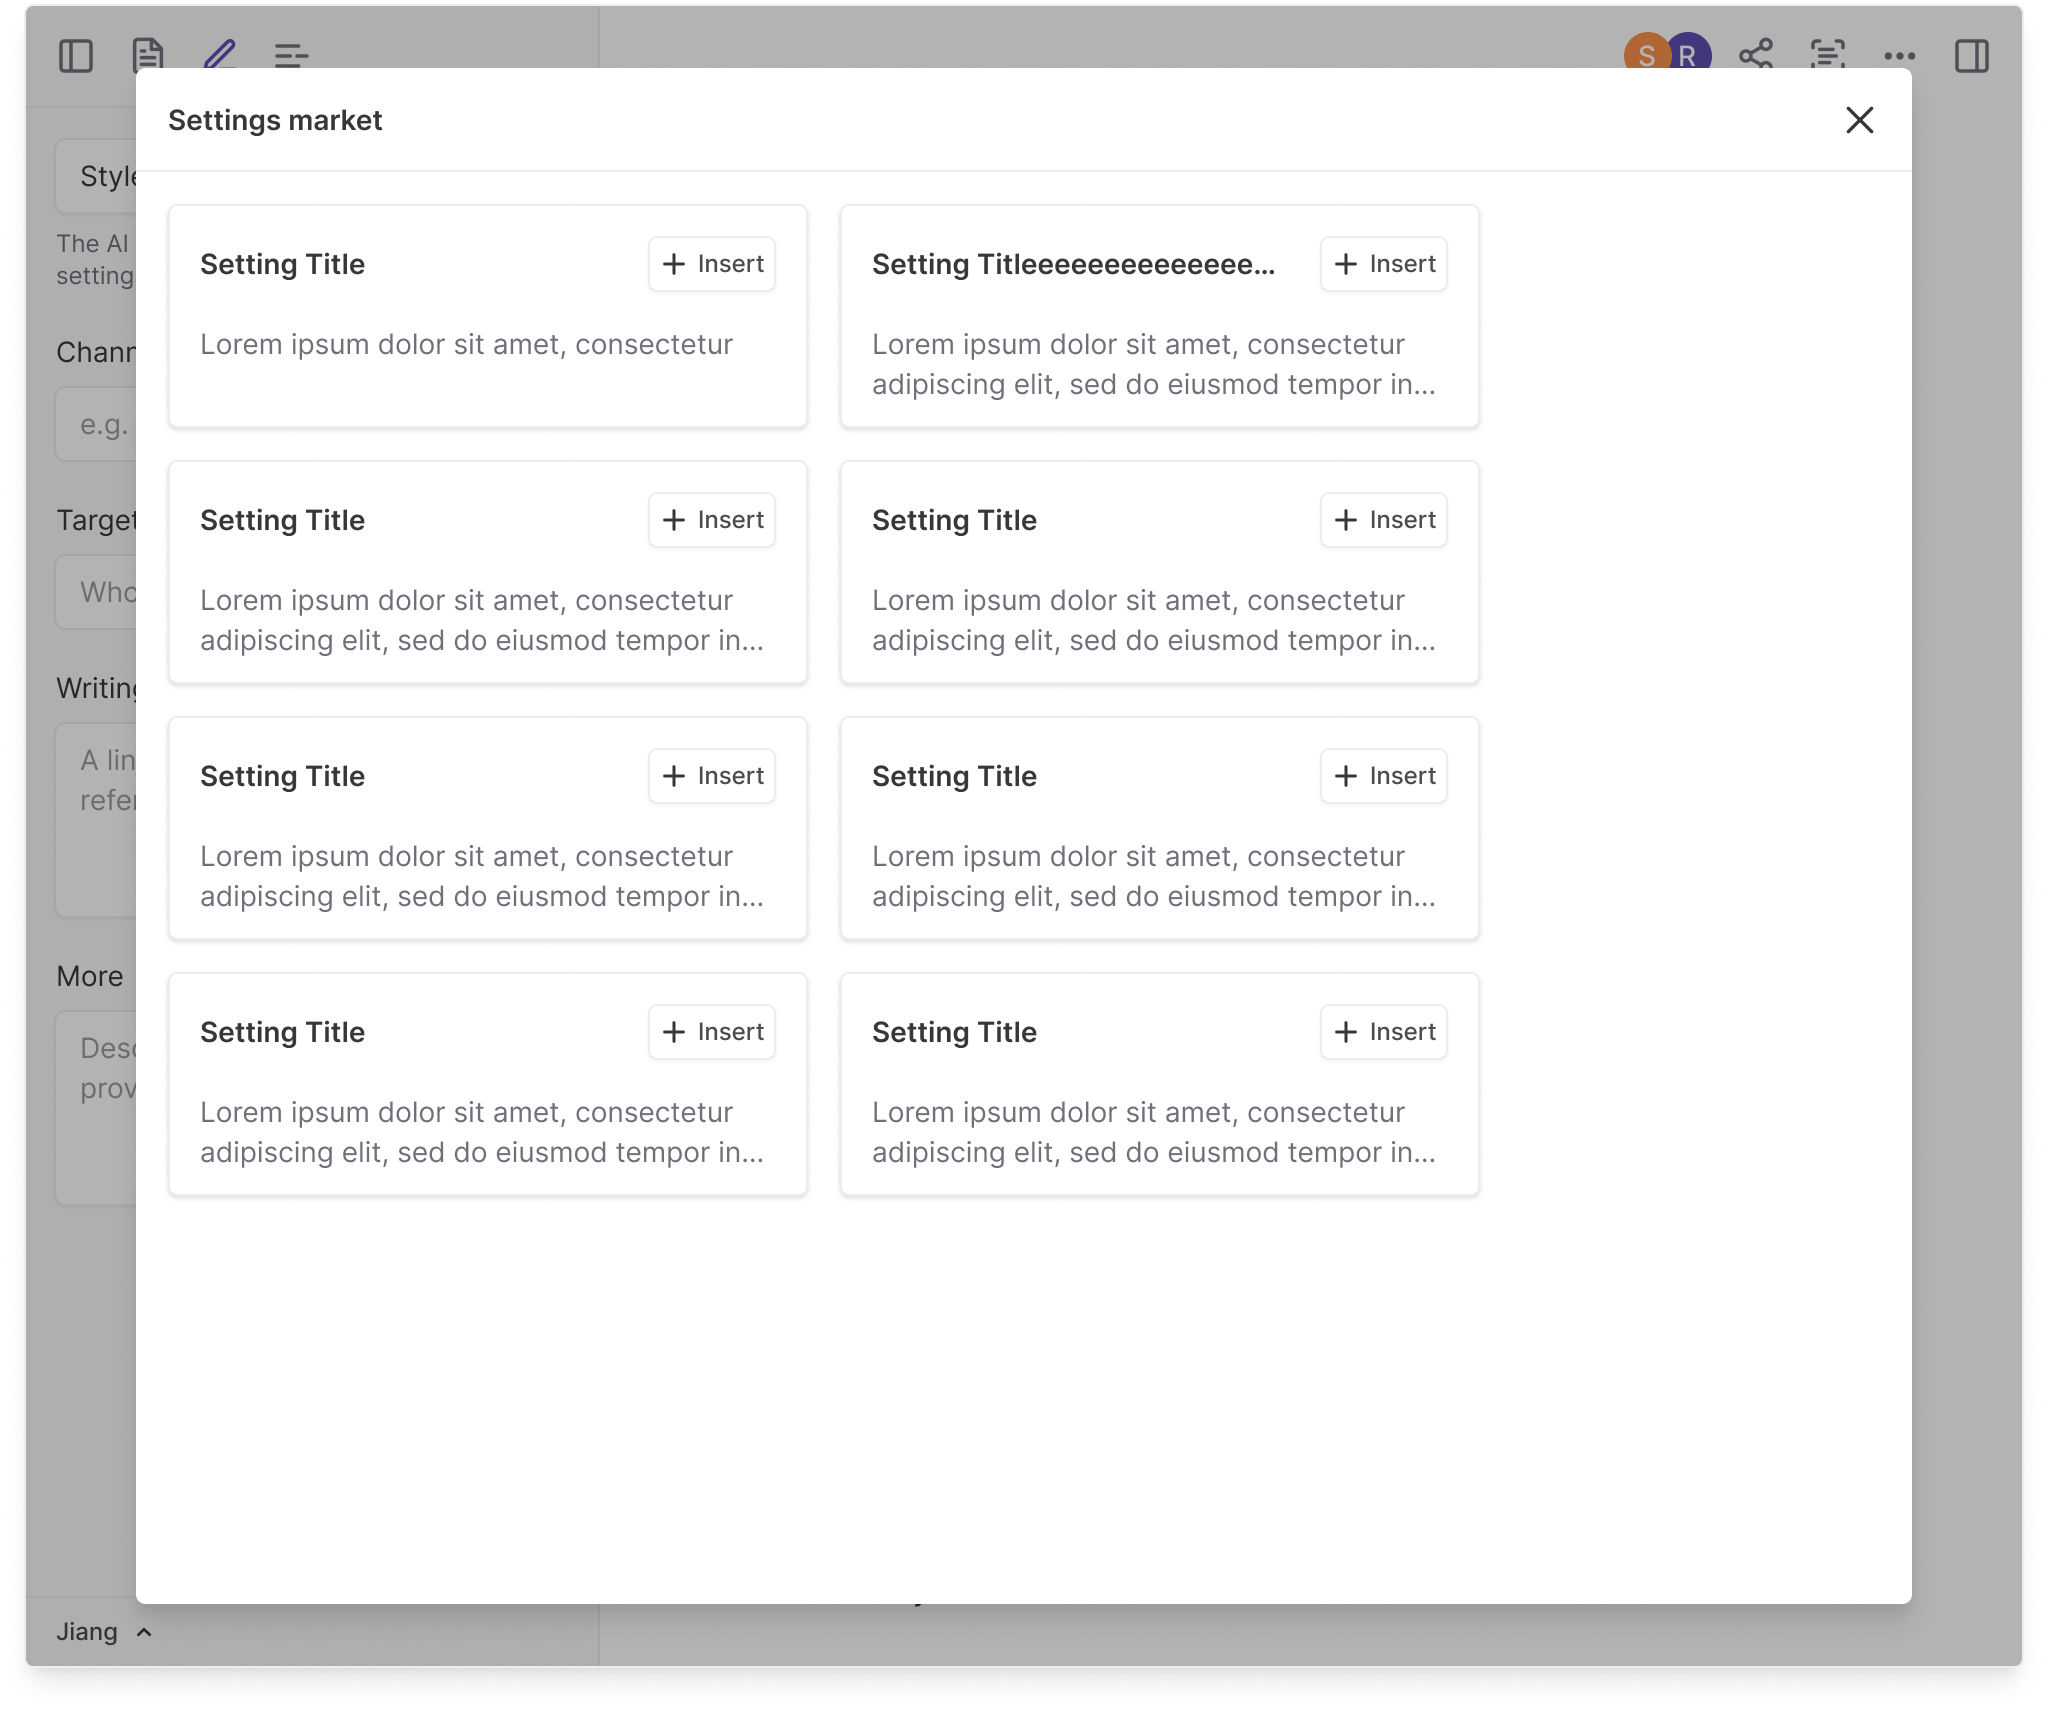 S R
Settings market
Style
The AI
setting
Chann
e.g.
Target
Who
Writing
A lin
refer
More
Desc
prov
Jiang
Setting Title
+ Insert
Lorem ipsum dolor sit amet, consectetur
Setting Titleeeeeeeeeeeeeee...
+ Insert
Lorem ipsum dolor sit amet, consectetur
adipiscing elit, sed do eiusmod tempor in...
Setting Title
+ Insert
Lorem ipsum dolor sit amet, consectetur
adipiscing elit, sed do eiusmod tempor in...
Setting Title
+ Insert
Lorem ipsum dolor sit amet, consectetur
adipiscing elit, sed do eiusmod tempor in...
Setting Title
+ Insert
Lorem ipsum dolor sit amet, consectetur
adipiscing elit, sed do eiusmod tempor in...
Setting Title
+ Insert
Lorem ipsum dolor sit amet, consectetur
adipiscing elit, sed do eiusmod tempor in...
Setting Title
+ Insert
Lorem ipsum dolor sit amet, consectetur
adipiscing elit, sed do eiusmod tempor in...
Setting Title
+ Insert
Lorem ipsum dolor sit amet, consectetur
adipiscing elit, sed do eiusmod tempor in...